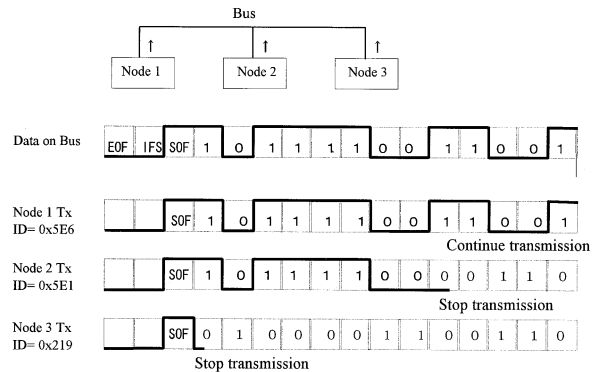 Bus
↑ ↑ ↑
Node 1 Node 2 Node 3
Data on Bus EOF IFS SOF 1 0 1 1 1 1 0 0 1 1 0 0 1
Node 1 Tx
ID= 0x5E6
SOF 1 0 1 1 1 1 0 0 1 1 0 0 1
Continue transmission
Node 2 Tx
ID= 0x5E1
SOF 1 0 1 1 1 1 0 0 0 0 1 1 0
Stop transmission
Node 3 Tx
ID= 0x219
SOF 0 1 0 0 0 0 1 1 0 0 1 1 0
Stop transmission